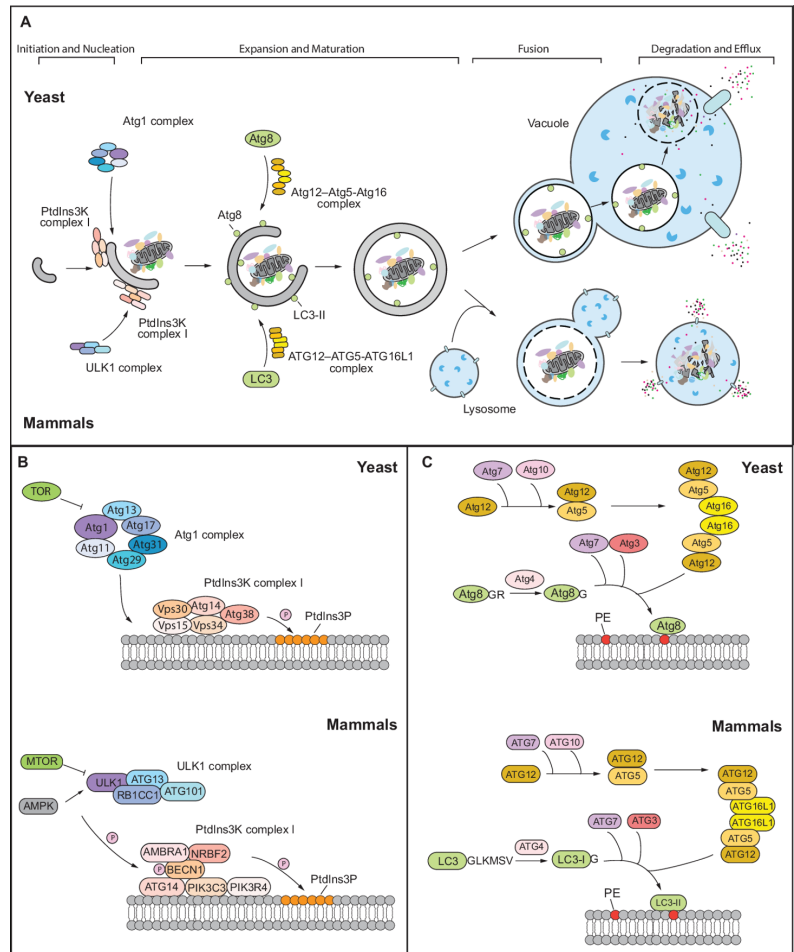 A
Initiation and Nucleation
Expansion and Maturation
Fusion
Degradation and Efflux
Yeast
Atg1 complex
Atg8
Vacuole
Atg12–Atg5-Atg16
complex
PtdIns3K
complex I
Atg8
LC3-II
PtdIns3K
complex I
ULK1 complex
ATG12–ATG5-ATG16L1
complex
LC3
Lysosome
Mammals
B
Yeast
TOR
Atg13
Atg1
Atg17
Atg11
Atg31
Atg29
Atg1 complex
PtdIns3K complex I
Vps30
Atg14
Atg38
Vps15
Vps34
P
PtdIns3P
Mammals
MTOR
ULK1 complex
ULK1
ATG13
RB1CC1
ATG101
AMPK
P
PtdIns3K complex I
AMBRA1
NRBF2
P
BECN1
P
ATG14
PIK3C3
PIK3R4
PtdIns3P
C
Yeast
Atg7
Atg10
Atg12
Atg12
Atg5
Atg12
Atg5
Atg16
Atg16
Atg5
Atg12
Atg7
Atg3
Atg4
Atg8GR
Atg8G
PE
Atg8
Mammals
ATG7
ATG10
ATG12
ATG12
ATG5
ATG12
ATG5
ATG16L1
ATG16L1
ATG5
ATG12
ATG7
ATG3
ATG4
LC3GLKMSV
LC3-IG
PE
LC3-II